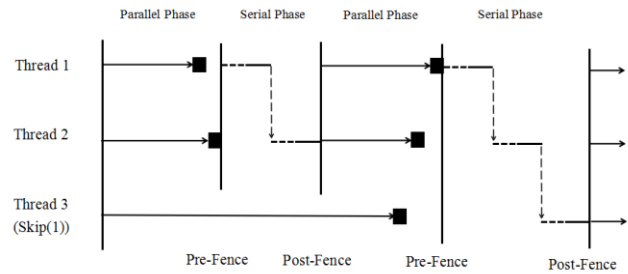 Parallel Phase Serial Phase Parallel Phase Serial Phase
Thread 1
Thread 2
Thread 3
(Skip(1))
Pre-Fence Post-Fence Pre-Fence Post-Fence